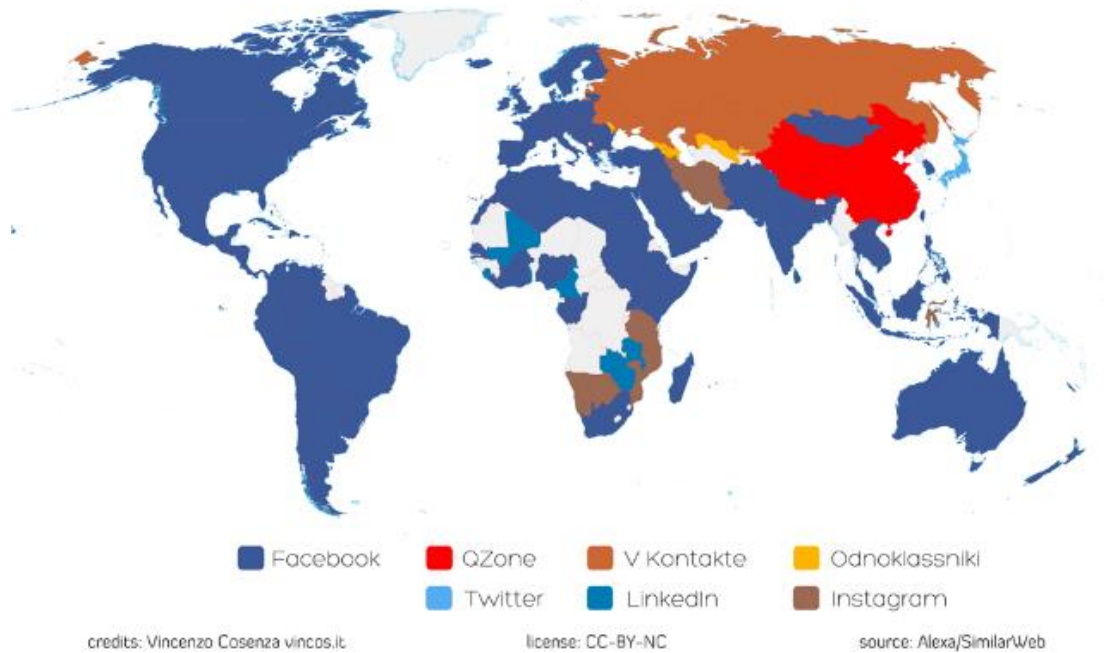 Facebook QZone V Kontakte Odnoklassniki
Twitter LinkedIn Instagram
credits: Vincenzo Cosenza vincos.it license: CC-BY-NC source: Alexa/SimilarWeb